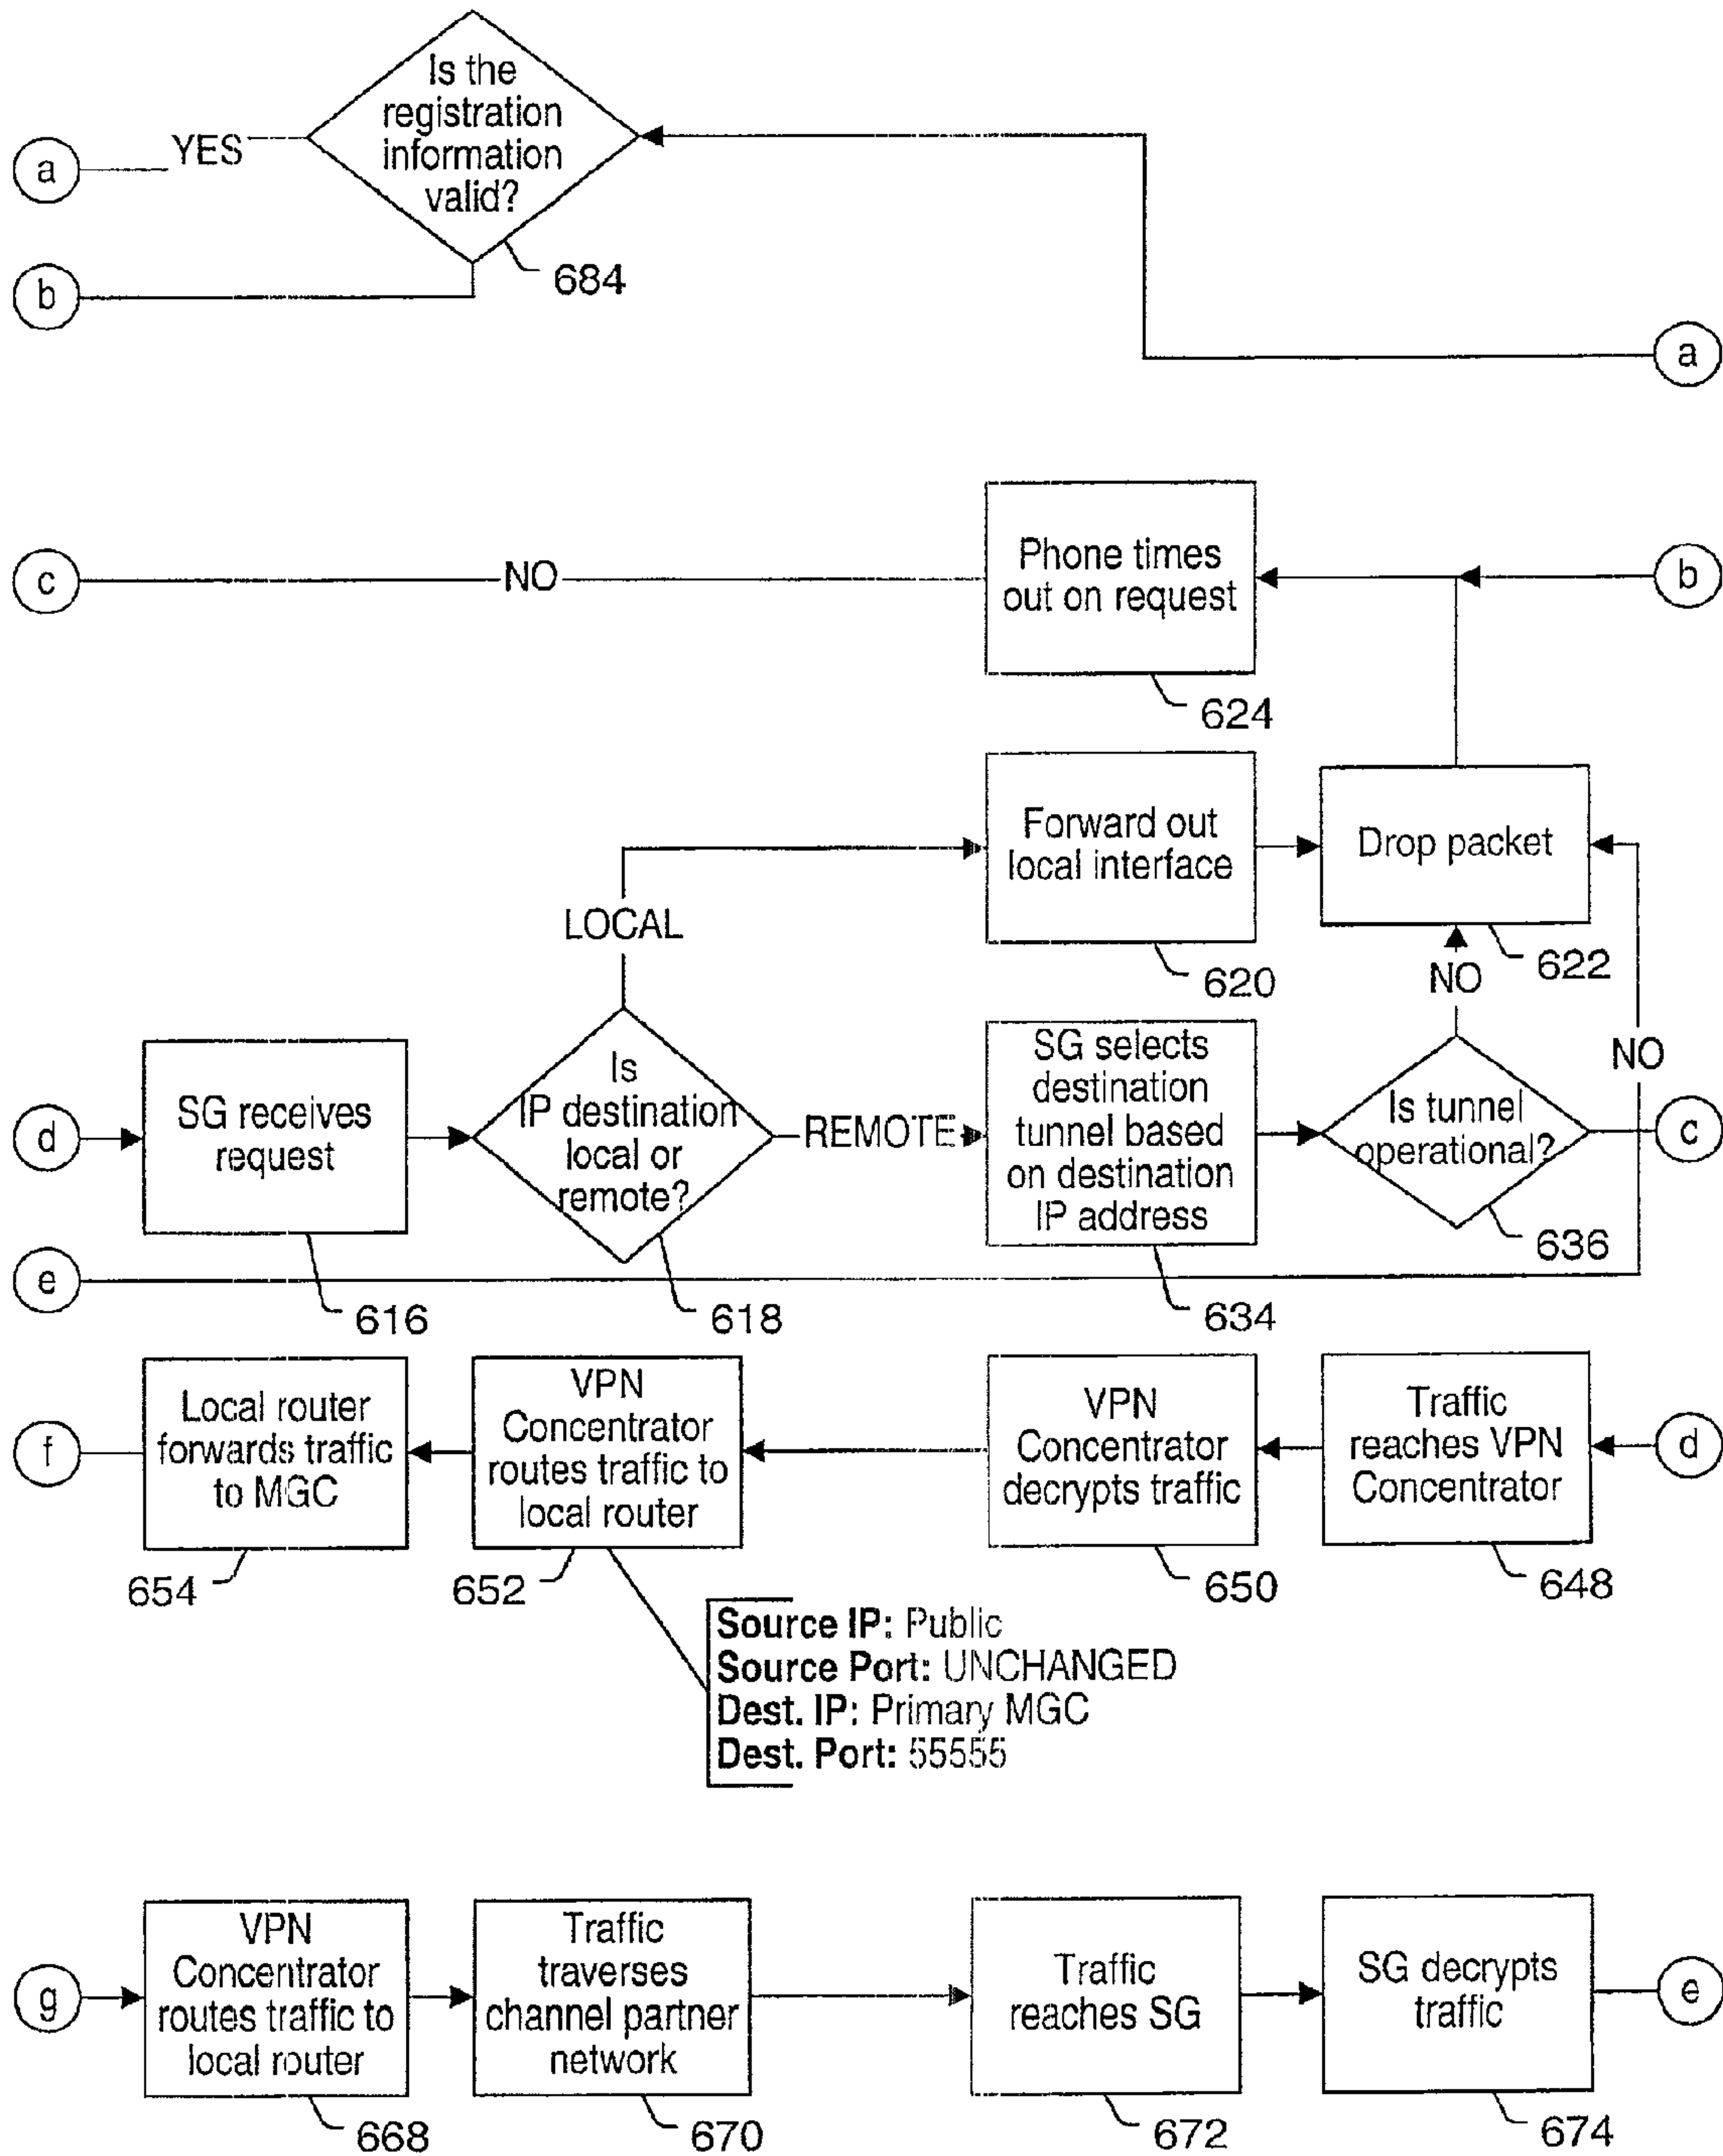 Is the
registration
information
valid?
YES
a
684
b
a
c
NO
Phone times
out on request
b
624
Forward out
local interface
Drop packet
LOCAL
620
622
NO
NO
d
SG receives
request
Is
IP destination
local or
remote?
REMOTE
SG selects
destination
tunnel based
on destination
IP address
Is tunnel
operational?
c
636
e
616
618
634
f
Local router
forwards traffic
to MGC
VPN
Concentrator
routes traffic to
local router
VPN
Concentrator
decrypts traffic
Traffic
reaches VPN
Concentrator
d
654
652
650
648
Source IP: Public
Source Port: UNCHANGED
Dest. IP: Primary MGC
Dest. Port: 55555
g
VPN
Concentrator
routes traffic to
local router
Traffic
traverses
channel partner
network
Traffic
reaches SG
SG decrypts
traffic
e
668
670
672
674